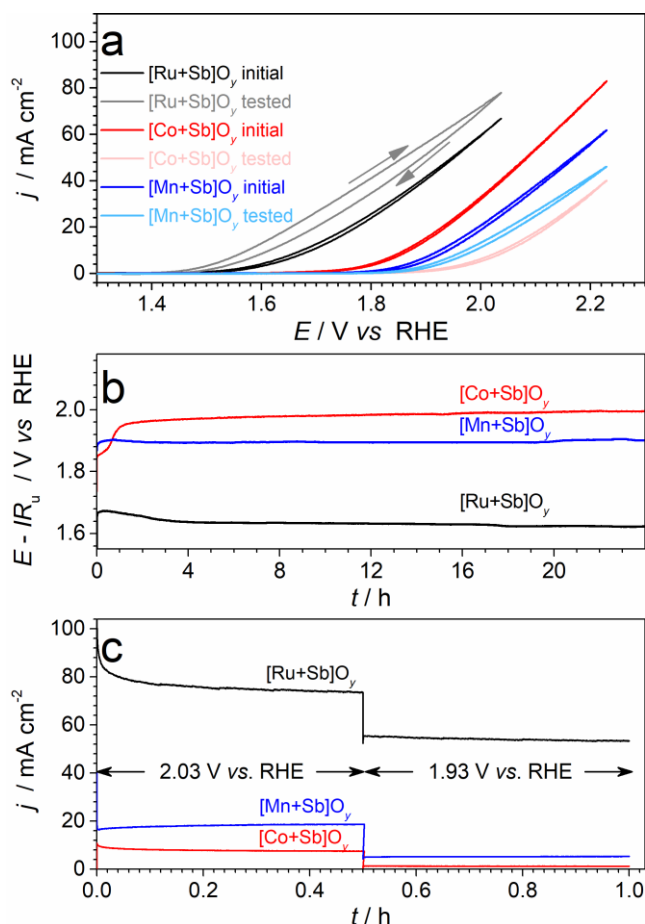 a
j / mA cm⁻²
100
80
60
40
20
0
[Ru+Sb]Oy initial
[Ru+Sb]Oy tested
[Co+Sb]Oy initial
[Co+Sb]Oy tested
[Mn+Sb]Oy initial
[Mn+Sb]Oy tested
1.4 1.6 1.8 2.0 2.2
E / V vs RHE
b
E - IRu / V vs RHE
2.0
1.8
1.6
[Co+Sb]Oy
[Mn+Sb]Oy
[Ru+Sb]Oy
0 4 8 12 16 20
t / h
c
j / mA cm⁻²
100
80
60
40
20
0
[Ru+Sb]Oy
2.03 V vs. RHE 1.93 V vs. RHE
[Mn+Sb]Oy
[Co+Sb]Oy
0.0 0.2 0.4 0.6 0.8 1.0
t / h